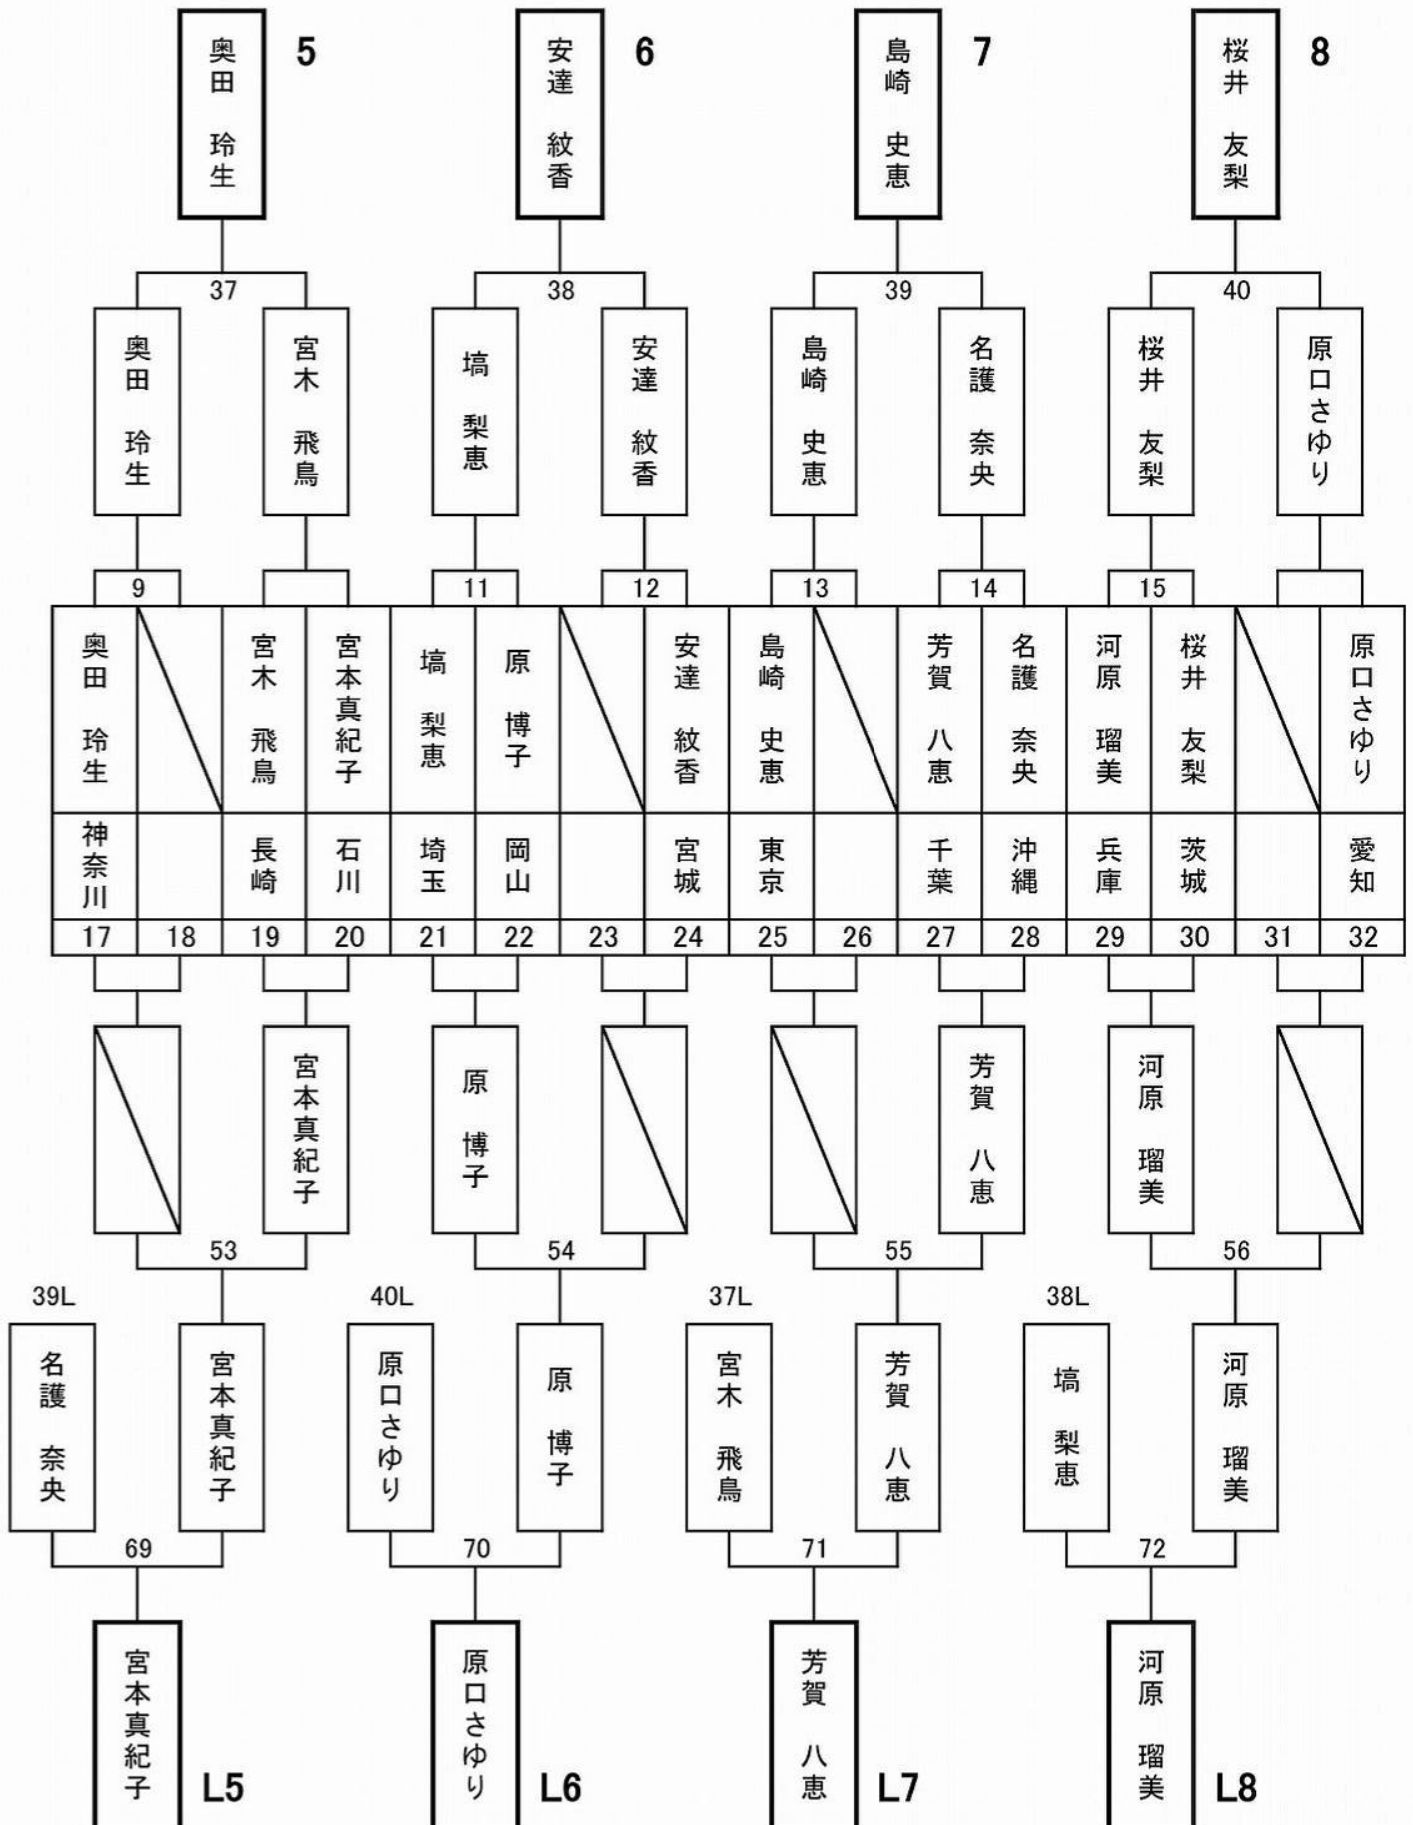 奥田 玲生
5
安達 紋香
6
島崎 史恵
7
桜井 友梨
8
37
38
39
40
奥田 玲生
宮木 飛鳥
塙 梨恵
安達 紋香
島崎 史恵
名護 奈央
桜井 友梨
原口さゆり
9
11
12
13
14
15
奥田 玲生
宮木 飛鳥
宮本真紀子
塙 梨恵
原 博子
安達 紋香
島崎 史恵
芳賀 八恵
名護 奈央
河原 瑠美
桜井 友梨
原口さゆり
神奈川
長崎
石川
埼玉
岡山
宮城
東京
千葉
沖縄
兵庫
茨城
愛知
17
18
19
20
21
22
23
24
25
26
27
28
29
30
31
32
宮本真紀子
原 博子
芳賀 八恵
河原 瑠美
53
54
55
56
39L
40L
37L
38L
名護 奈央
宮本真紀子
原口さゆり
原 博子
宮木 飛鳥
芳賀 八恵
塙 梨恵
河原 瑠美
69
70
71
72
宮本真紀子
L5
原口さゆり
L6
芳賀 八恵
L7
河原 瑠美
L8